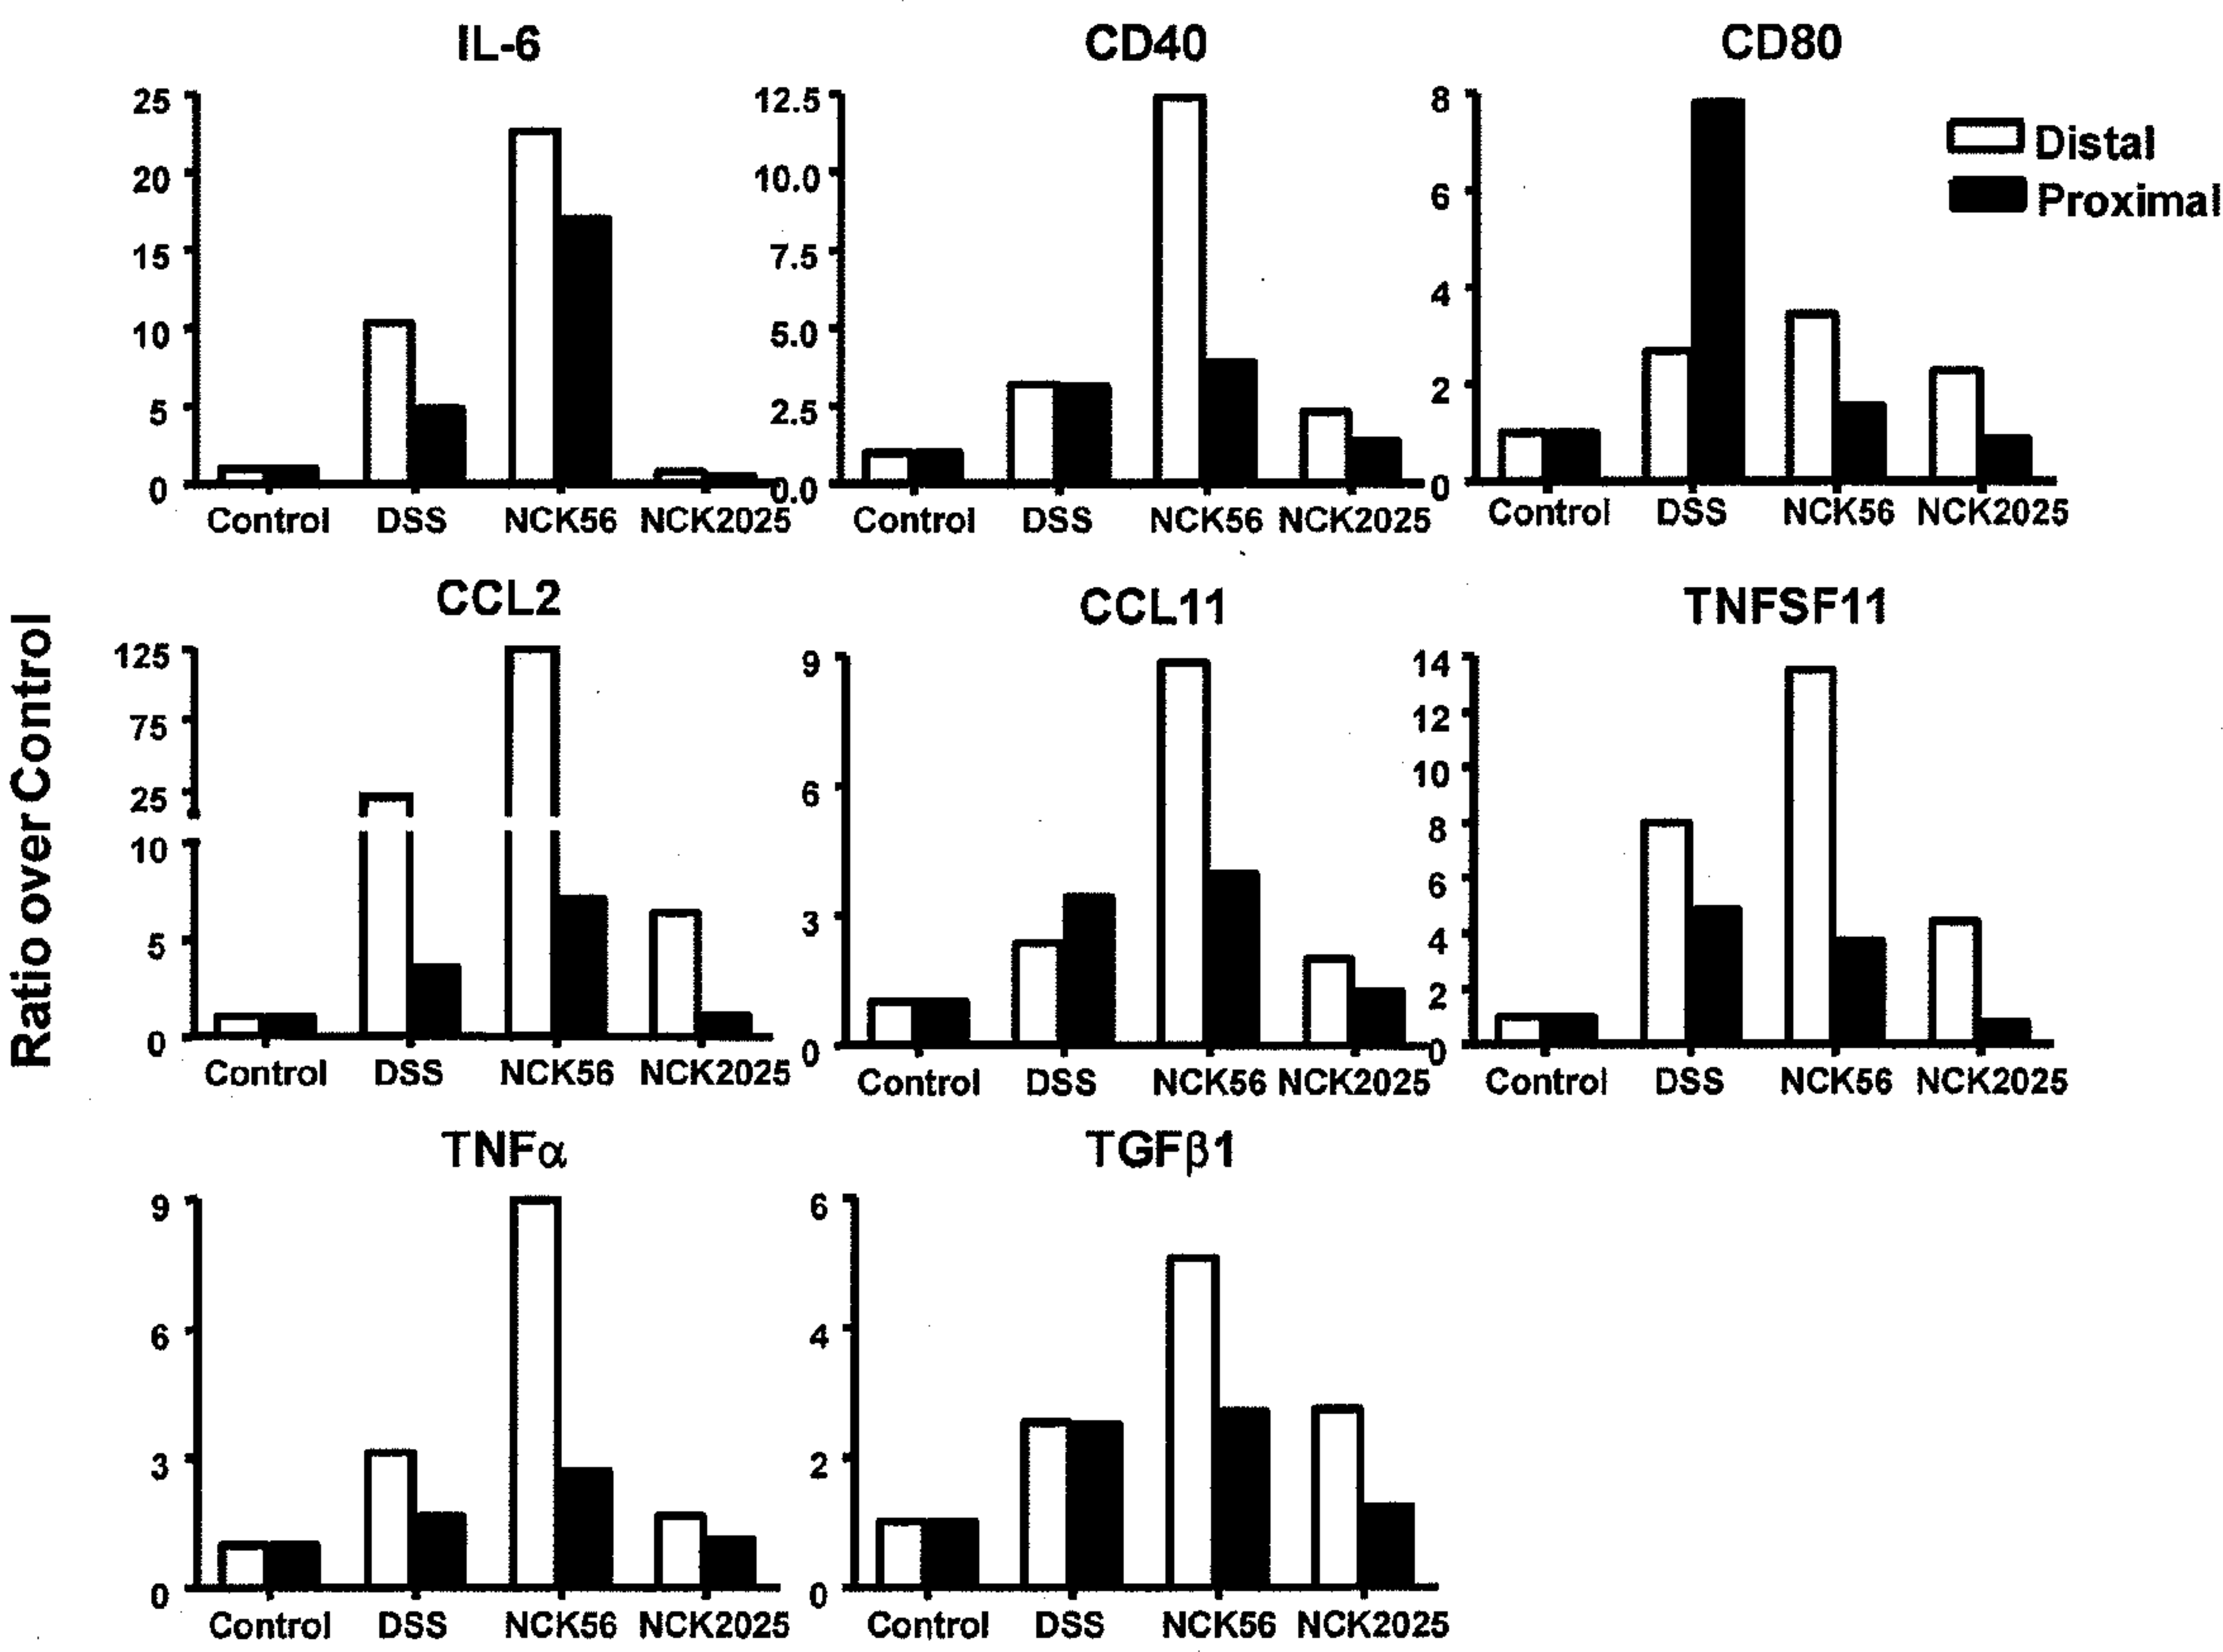 IL-6
25
20
15
10
5
0
Control DSS NCK56 NCK2025
CD40
12.5
10.0
7.5
5.0
2.5
0.0
Control DSS NCK56 NCK2025
CD80
8
6
4
2
0
Control DSS NCK56 NCK2025
Distal
Proximal
Ratio over Control
CCL2
125
75
25
10
5
0
Control DSS NCK56 NCK2025
CCL11
9
6
3
0
Control DSS NCK56 NCK2025
TNFSF11
14
12
10
8
6
4
2
0
Control DSS NCK56 NCK2025
TNFα
9
6
3
0
Control DSS NCK56 NCK2025
TGFβ1
6
4
2
0
Control DSS NCK56 NCK2025